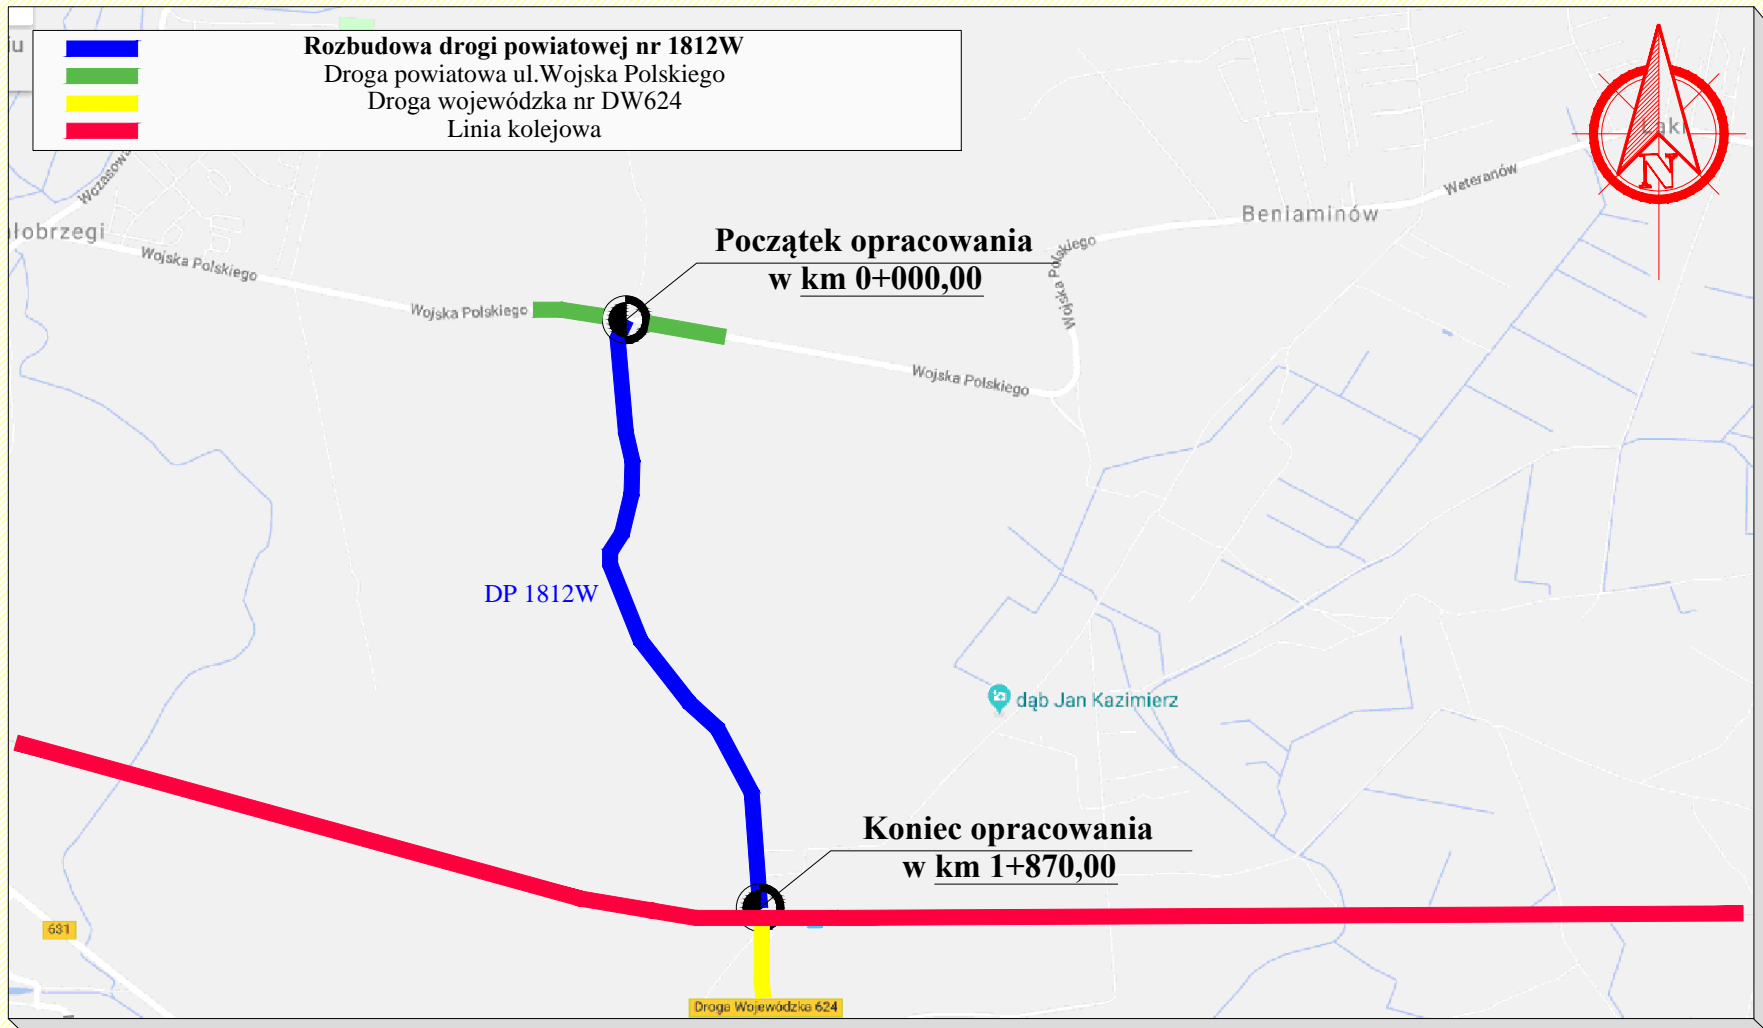 iu
Rozbudowa drogi powiatowej nr 1812W
Droga powiatowa ul.Wojska Polskiego
Droga wojewódzka nr DW624
Linia kolejowa
Wczasowa
Łąki
N
Weteranów
Beniaminów
iłobrzegi
Wojska Polskiego
Początek opracowania
w km 0+000,00
Wojska Polskiego
Wojska Polskiego
Wojska Polskiego
DP 1812W
dąb Jan Kazimierz
Koniec opracowania
w km 1+870,00
631
Droga Wojewódzka 624